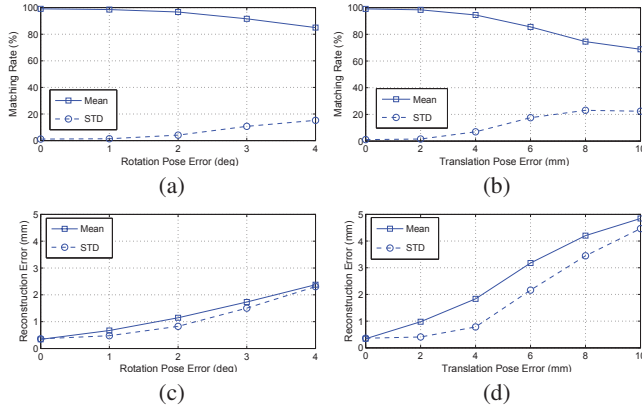 100
80
60
40
20
0
Matching Rate (%)
Mean
STD
0 1 2 3 4
Rotation Pose Error (deg)
(a)
100
80
60
40
20
0
Matching Rate (%)
Mean
STD
0 2 4 6 8 10
Translation Pose Error (mm)
(b)
5
4
3
2
1
0
Reconstruction Error (mm)
Mean
STD
0 1 2 3 4
Rotation Pose Error (deg)
(c)
5
4
3
2
1
0
Reconstruction Error (mm)
Mean
STD
0 2 4 6 8 10
Translation Pose Error (mm)
(d)